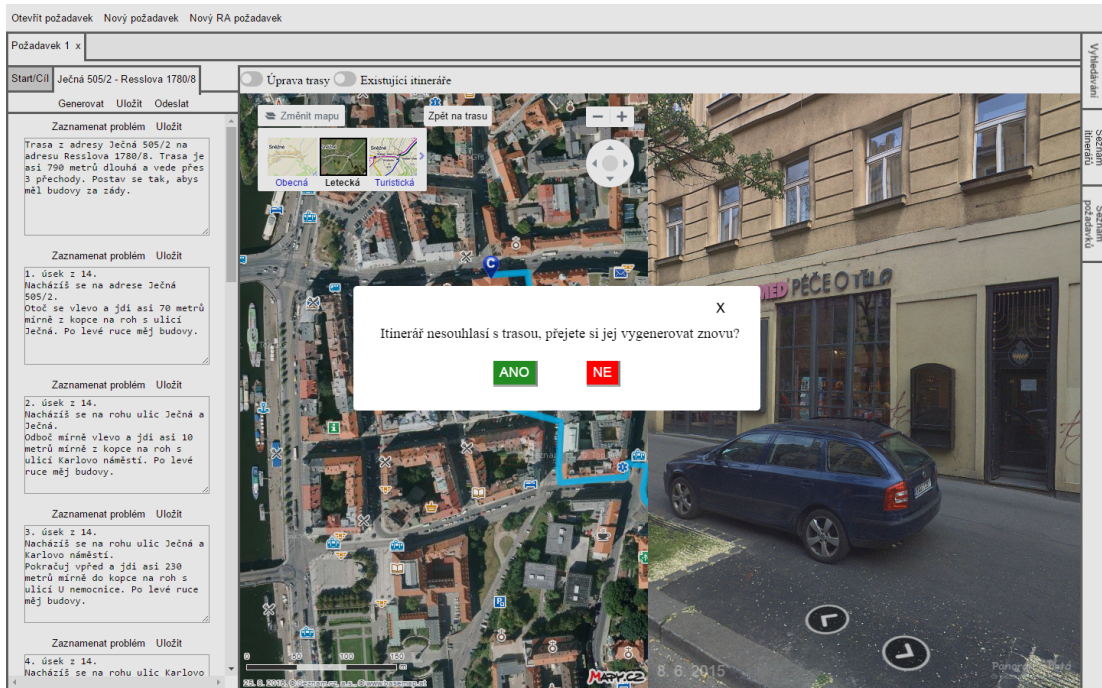 Otevřít požadavek Nový požadavek Nový RA požadavek
Požadavek 1 x
Start/Cíl Ječná 505/2 - Resslova 1780/8
Generovat Uložit Odeslat
Zaznamenat problém Uložit
Trasa z adresy Ječná 505/2 na
adresu Resslova 1780/8. Trasa je
asi 790 metrů dlouhá a vede přes
3 přechody. Postav se tak, abys
měl budovy za zády.
Zaznamenat problém Uložit
1. úsek z 14.
Nacházíš se na adrese Ječná
505/2.
Otoč se vlevo a jdi asi 70 metrů
mírně z kopce na roh s ulicí
Ječná. Po levé ruce měj budovy.
Zaznamenat problém Uložit
2. úsek z 14.
Nacházíš se na rohu ulic Ječná a
Ječná.
Odboč mírně vlevo a jdi asi 10
metrů mírně z kopce na roh s
ulicí Karlovo náměstí. Po levé
ruce měj budovy.
Zaznamenat problém Uložit
3. úsek z 14.
Nacházíš se na rohu ulic Ječná a
Karlovo náměstí.
Pokračuj vpřed a jdi asi 230
metrů mírně do kopce na roh s
ulicí U nemocnice. Po levé ruce
měj budovy.
Zaznamenat problém Uložit
4. úsek z 14.
Nacházíš se na rohu ulic Karlovo
Úprava trasy Existující itineráře
Změnit mapu
Zpět na trasu
− +
Sněžné Sněžné Sněžné
Obecná Letecká Turistická
C
x
Itinerář nesouhlasí s trasou, přejete si jej vygenerovat znovu?
ANO NE
0 50 100 150
m
MAPY.CZ
MED PÉČE O TĚLO
8. 6. 2015
Vyhledávání
Seznam
itinerářů
Seznam
požadavků